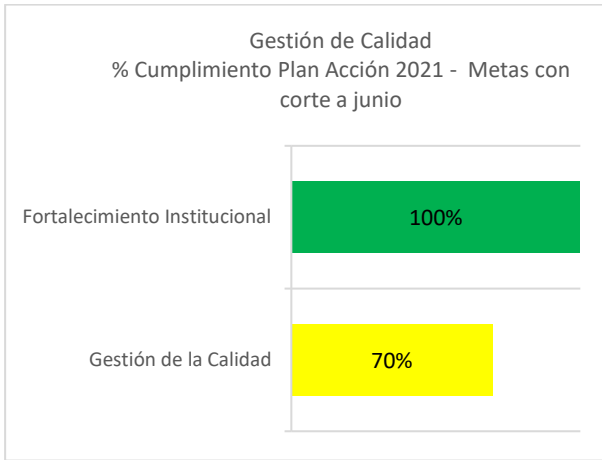 Gestión de Calidad
% Cumplimiento Plan Acción 2021 -  Metas con
corte a junio
Fortalecimiento Institucional
100%
Gestión de la Calidad
70%